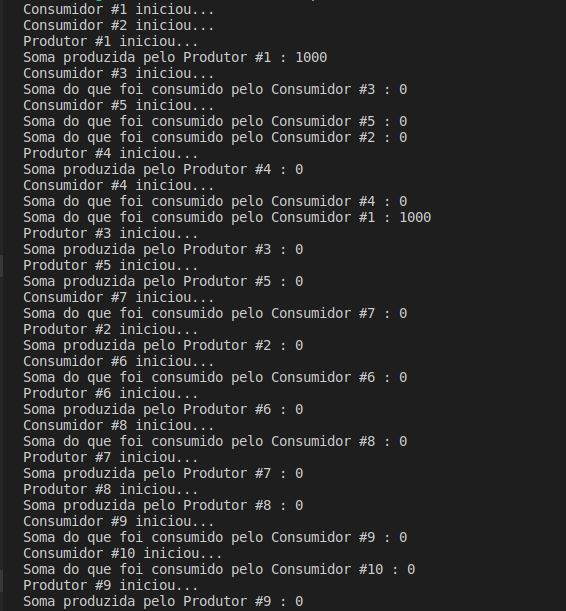 Consumidor #1 iniciou...
Consumidor #2 iniciou...
Produtor #1 iniciou...
Soma produzida pelo Produtor #1 : 1000
Consumidor #3 iniciou...
Soma do que foi consumido pelo Consumidor #3 : 0
Consumidor #5 iniciou...
Soma do que foi consumido pelo Consumidor #5 : 0
Soma do que foi consumido pelo Consumidor #2 : 0
Produtor #4 iniciou...
Soma produzida pelo Produtor #4 : 0
Consumidor #4 iniciou...
Soma do que foi consumido pelo Consumidor #4 : 0
Soma do que foi consumido pelo Consumidor #1 : 1000
Produtor #3 iniciou...
Soma produzida pelo Produtor #3 : 0
Produtor #5 iniciou...
Soma produzida pelo Produtor #5 : 0
Consumidor #7 iniciou...
Soma do que foi consumido pelo Consumidor #7 : 0
Produtor #2 iniciou...
Soma produzida pelo Produtor #2 : 0
Consumidor #6 iniciou...
Soma do que foi consumido pelo Consumidor #6 : 0
Produtor #6 iniciou...
Soma produzida pelo Produtor #6 : 0
Consumidor #8 iniciou...
Soma do que foi consumido pelo Consumidor #8 : 0
Produtor #7 iniciou...
Soma produzida pelo Produtor #7 : 0
Produtor #8 iniciou...
Soma produzida pelo Produtor #8 : 0
Consumidor #9 iniciou...
Soma do que foi consumido pelo Consumidor #9 : 0
Consumidor #10 iniciou...
Soma do que foi consumido pelo Consumidor #10 : 0
Produtor #9 iniciou...
Soma produzida pelo Produtor #9 : 0